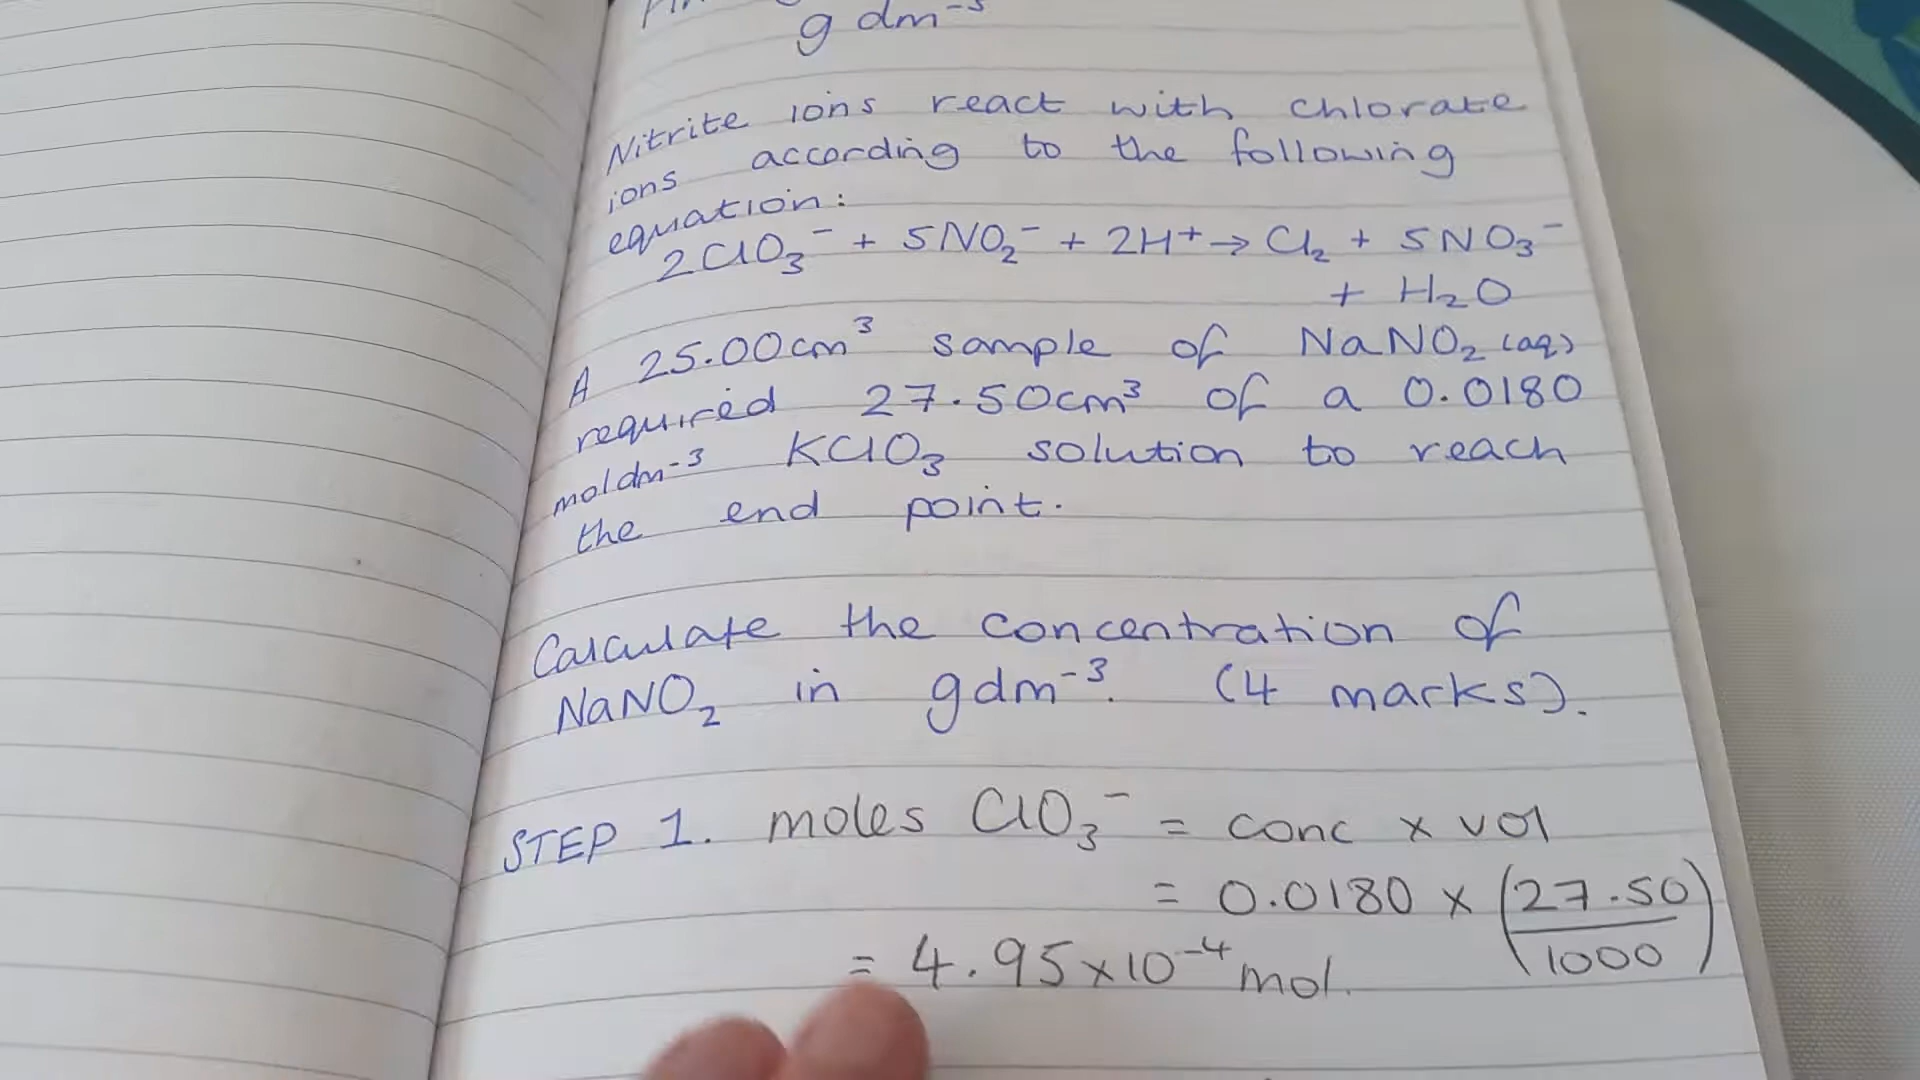 g dm⁻³
Nitrite ions react with chlorate
ions according to the following
equation:
2ClO₃⁻ + 5NO₂⁻ + 2H⁺ → Cl₂ + 5NO₃⁻
+ H₂O
A 25.00cm³ sample of NaNO₂ (aq)
required 27.50cm³ of a 0.0180
moldm⁻³ KClO₃ solution to reach
the end point.
Calculate the concentration of
NaNO₂ in gdm⁻³. (4 marks).
STEP 1. moles ClO₃⁻ = conc x vol
= 0.0180 x (27.50/1000)
= 4.95x10⁻⁴ mol.